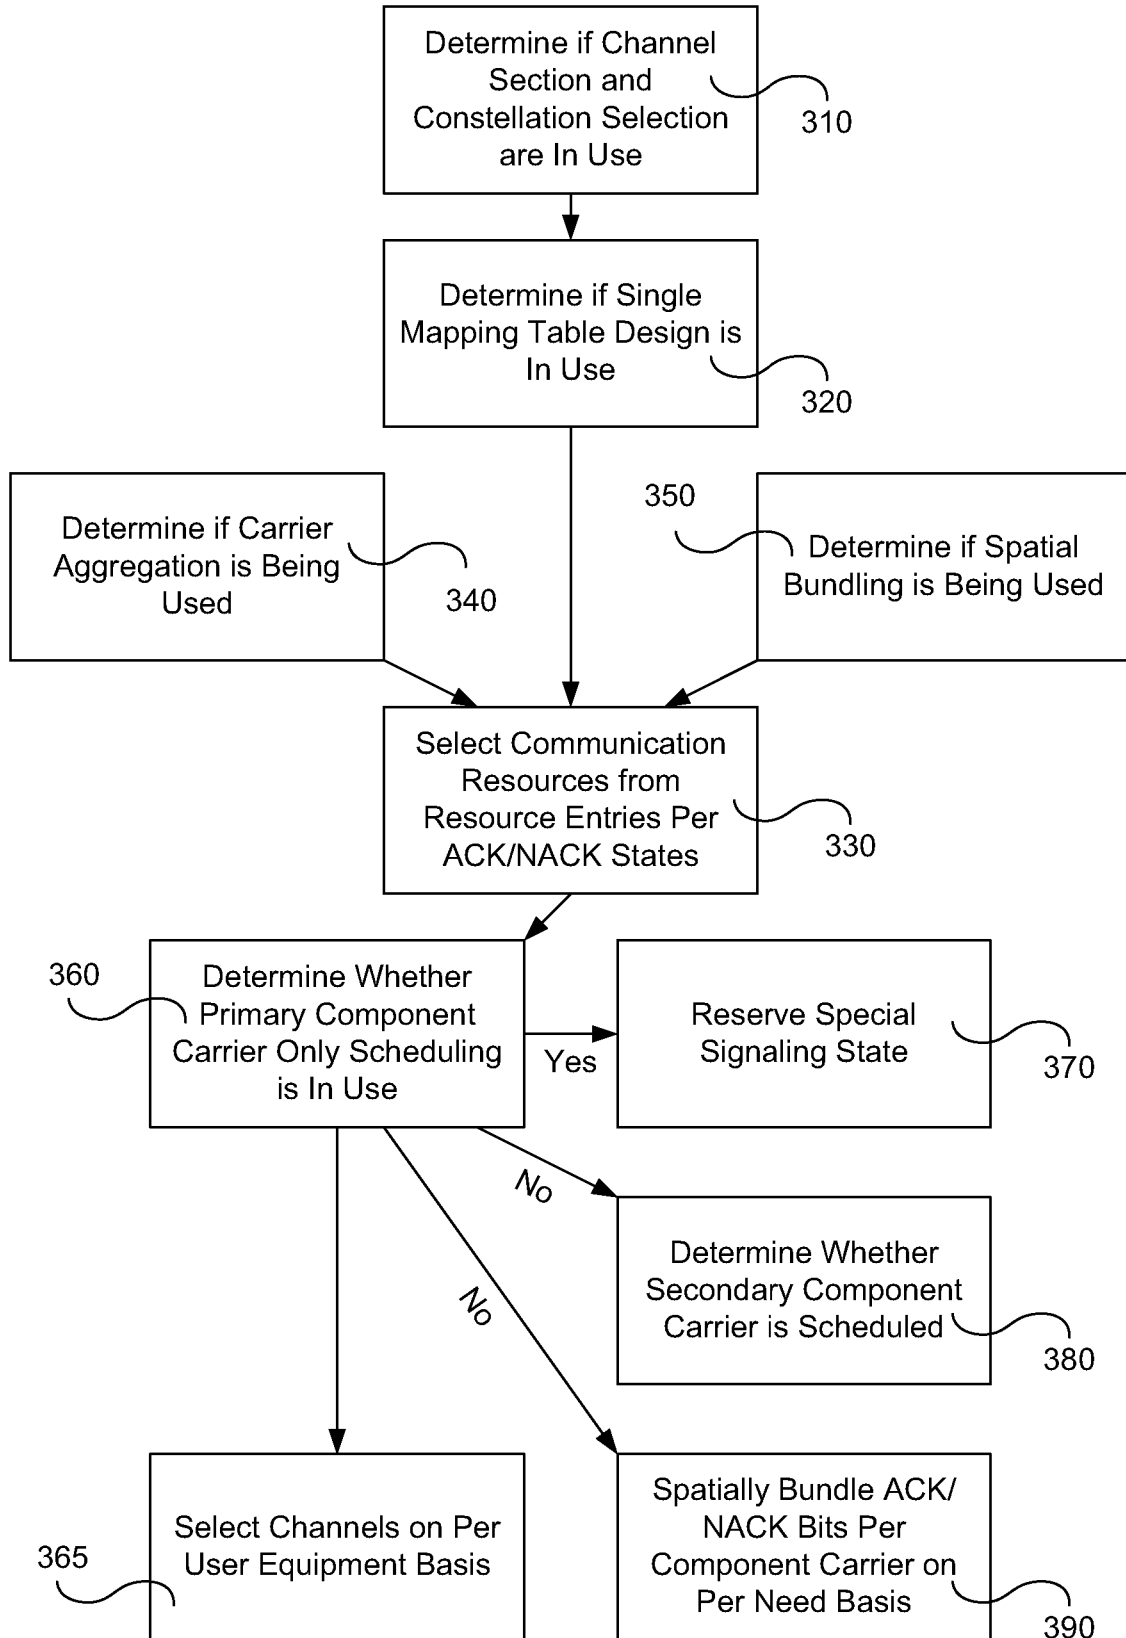 Determine if Channel
Section and
Constellation Selection
are In Use
310
Determine if Single
Mapping Table Design is
In Use
320
Determine if Carrier
Aggregation is Being
Used
340
350
Determine if Spatial
Bundling is Being Used
Select Communication
Resources from
Resource Entries Per
ACK/NACK States
330
360
Determine Whether
Primary Component
Carrier Only Scheduling
is In Use
Yes
Reserve Special
Signaling State
370
No
Determine Whether
Secondary Component
Carrier is Scheduled
380
No
365
Select Channels on Per
User Equipment Basis
Spatially Bundle ACK/
NACK Bits Per
Component Carrier on
Per Need Basis
390